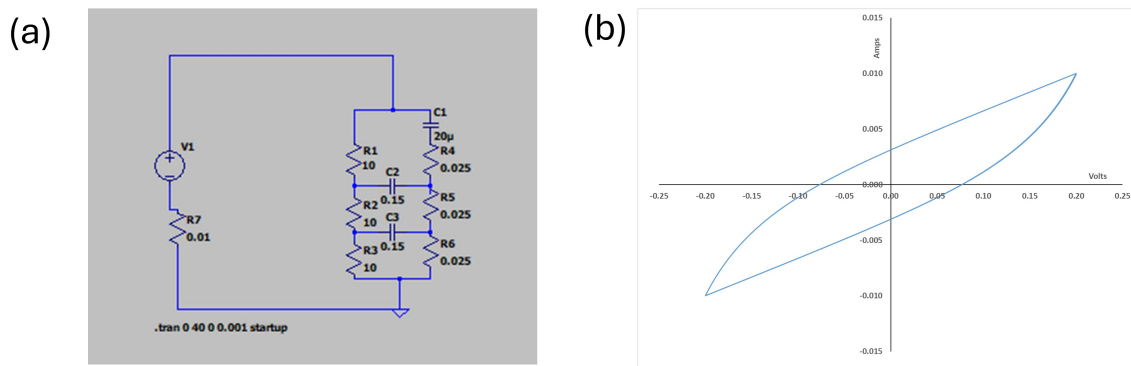 (a)
V1
R7
0.01
C1
20µ
R1
10
R4
0.025
C2
0.15
R2
10
R5
0.025
C3
0.15
R3
10
R6
0.025
.tran 0 40 0 0.001 startup
(b)
Amps
0.015
0.010
0.005
0.000
-0.005
-0.010
-0.015
Volts
-0.25
-0.20
-0.15
-0.10
-0.05
0.00
0.05
0.10
0.15
0.20
0.25